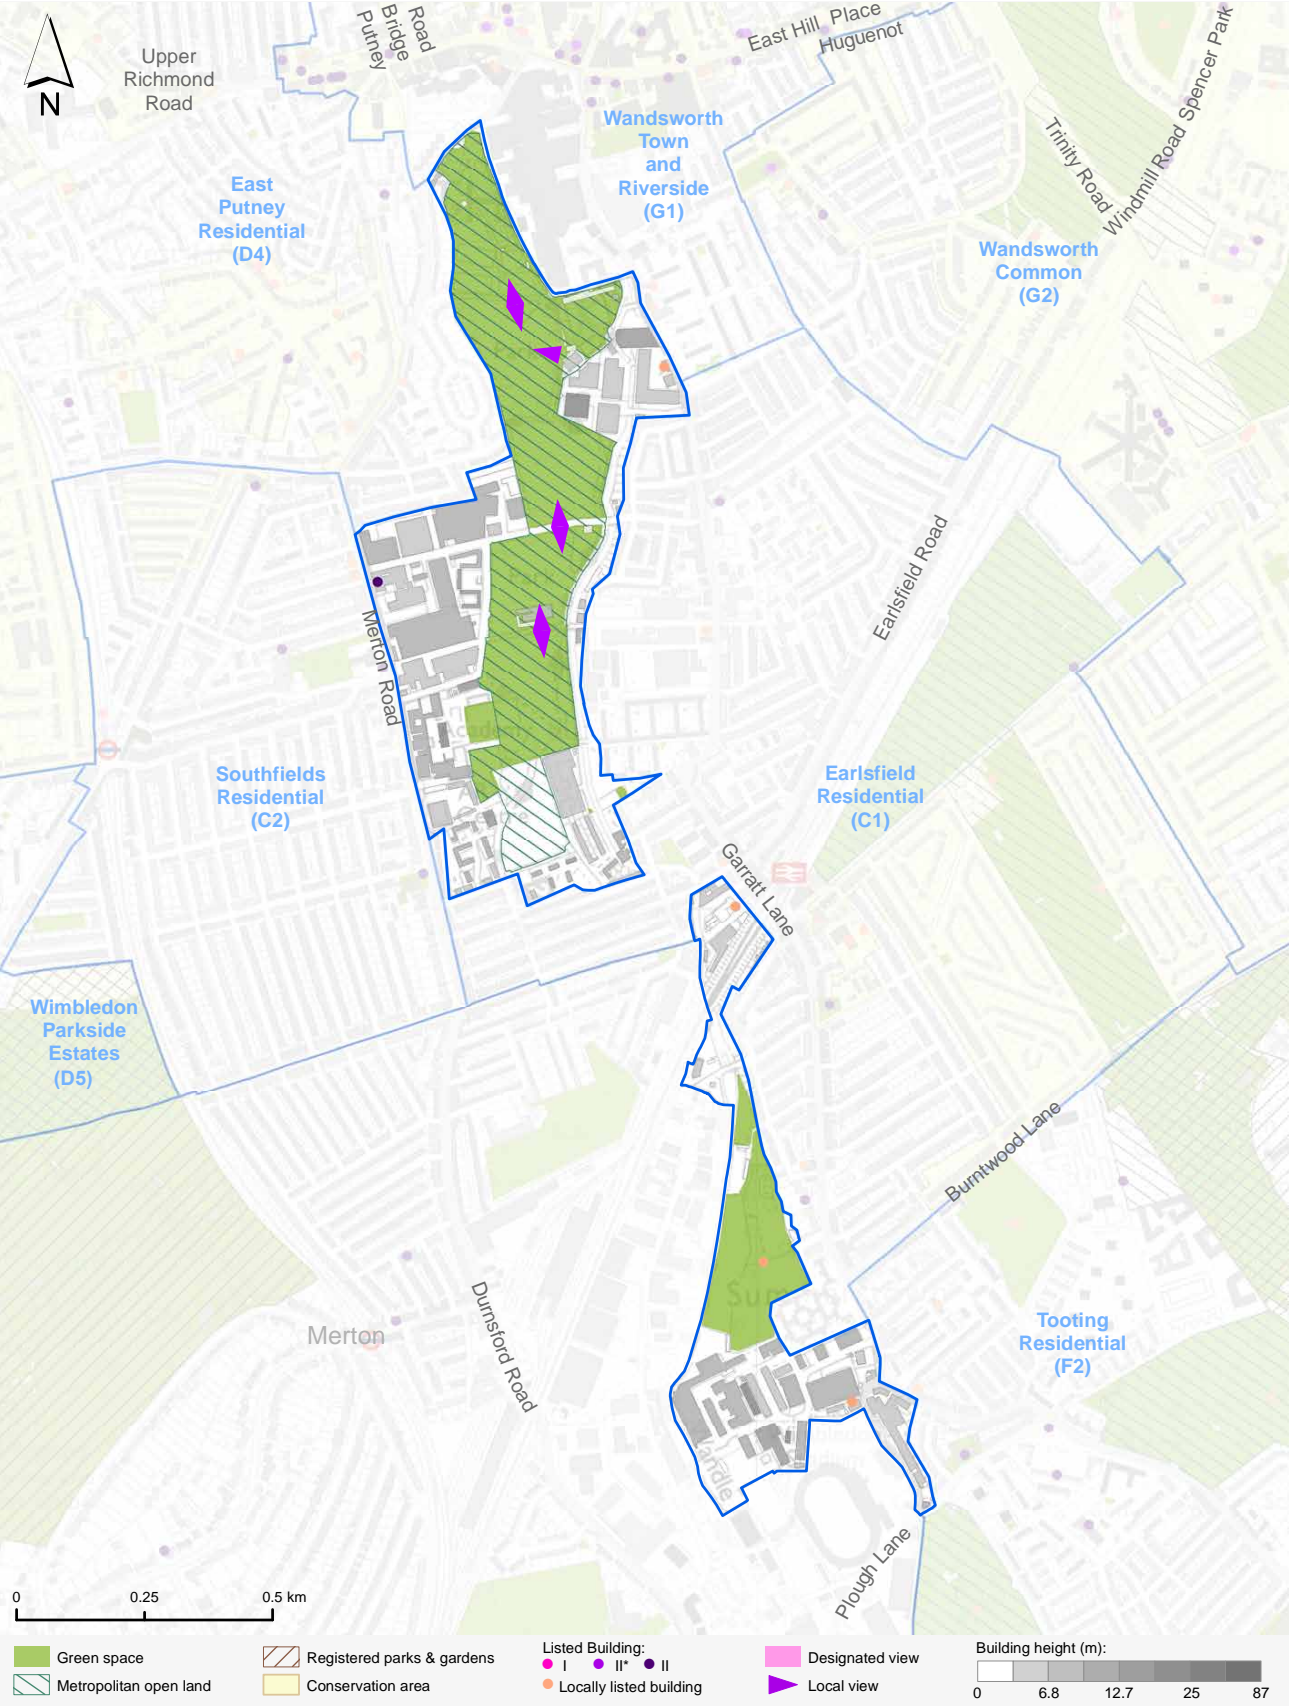 N
Upper
Richmond
Road
Putney
Bridge
Road
East Hill Place
Huguenot
Wandsworth
Town
and
Riverside
(G1)
East
Putney
Residential
(D4)
Trinity Road
Windmill Road
Spencer Park
Wandsworth
Common
(G2)
Earlsfield Road
Merton Road
Southfields
Residential
(C2)
Earlsfield
Residential
(C1)
Garratt Lane
Wimbledon
Parkside
Estates
(D5)
Burntwood Lane
Merton
Durnsford Road
Tooting
Residential
(F2)
Plough Lane
0 0.25 0.5 km
Green space
Metropolitan open land
Registered parks & gardens
Conservation area
Listed Building:
I II* II
Locally listed building
Designated view
Local view
Building height (m):
0 6.8 12.7 25 87